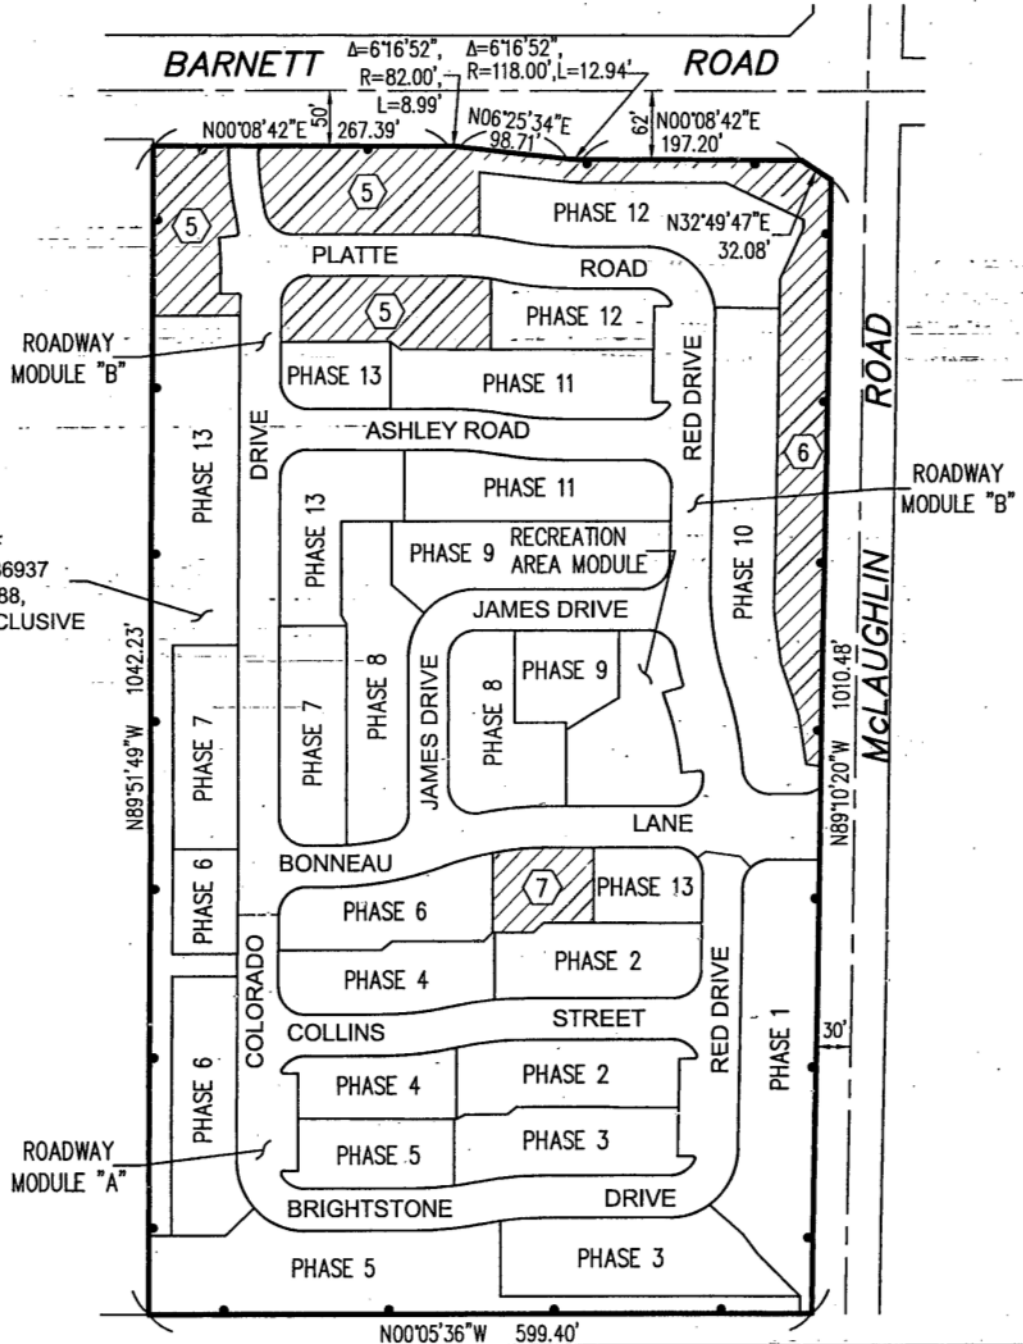 BARNETT
ROAD
Δ=6°16'52",
R=82.00',
L=8.99'
Δ=6°16'52",
R=118.00', L=12.94'
N00°08'42"E
267.39'
50'
N06°25'34"E
98.71'
62'
N00°08'42"E
197.20'
5
5
PHASE 12
N32°49'47"E
32.08'
PLATTE
ROAD
5
PHASE 12
ROADWAY
MODULE "B"
PHASE 13
PHASE 11
RED DRIVE
ROAD
DRIVE
ASHLEY ROAD
6
PHASE 13
PHASE 13
PHASE 11
ROADWAY
MODULE "B"
PHASE 9
RECREATION
AREA MODULE
PHASE 10
6937
88,
CLUSIVE
JAMES DRIVE
McLAUGHLIN
N89°51'49"W 1042.23'
PHASE 7
PHASE 7
PHASE 8
JAMES DRIVE
PHASE 8
PHASE 9
N89°10'20"W 1010.48'
LANE
BONNEAU
PHASE 6
PHASE 6
7
PHASE 13
PHASE 4
PHASE 2
COLORADO
COLLINS
STREET
RED DRIVE
PHASE 1
30'
PHASE 6
PHASE 4
PHASE 2
PHASE 5
PHASE 3
ROADWAY
MODULE "A"
BRIGHTSTONE
DRIVE
PHASE 5
PHASE 3
N00°05'36"W 599.40'